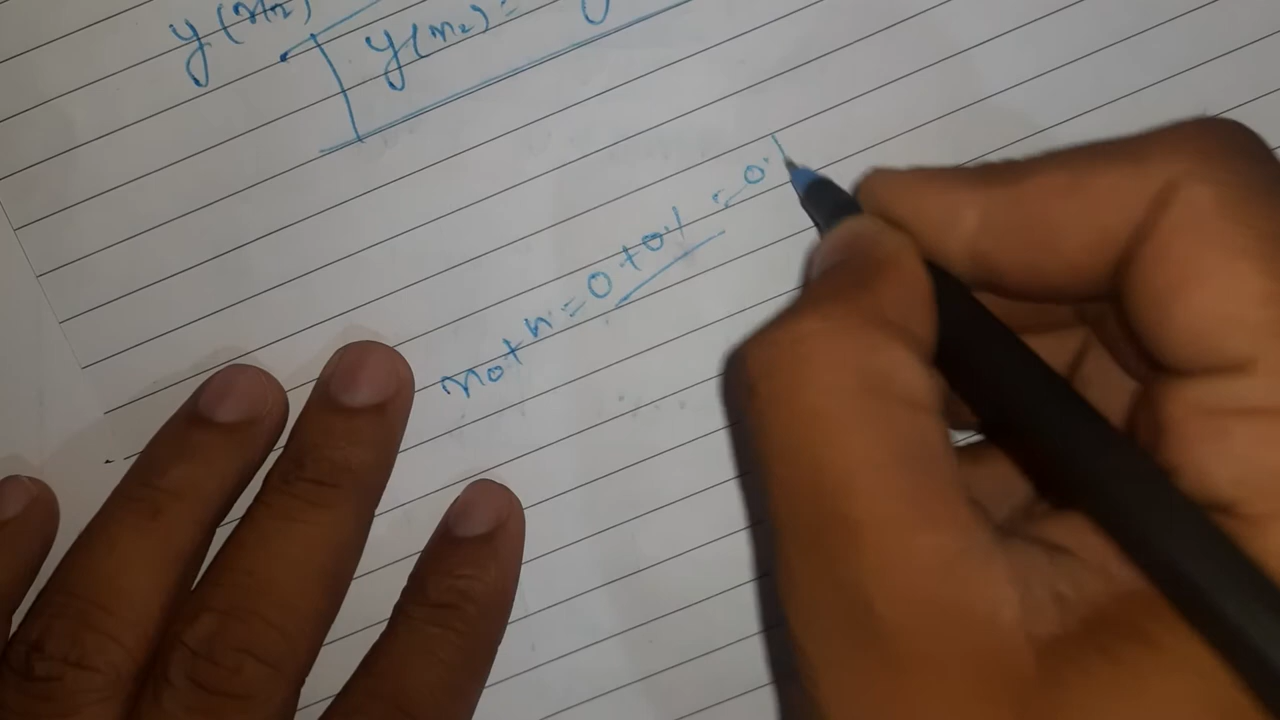 y(x₂)
y(x₂) = y
x₀+h = 0+0.1 = 0.1